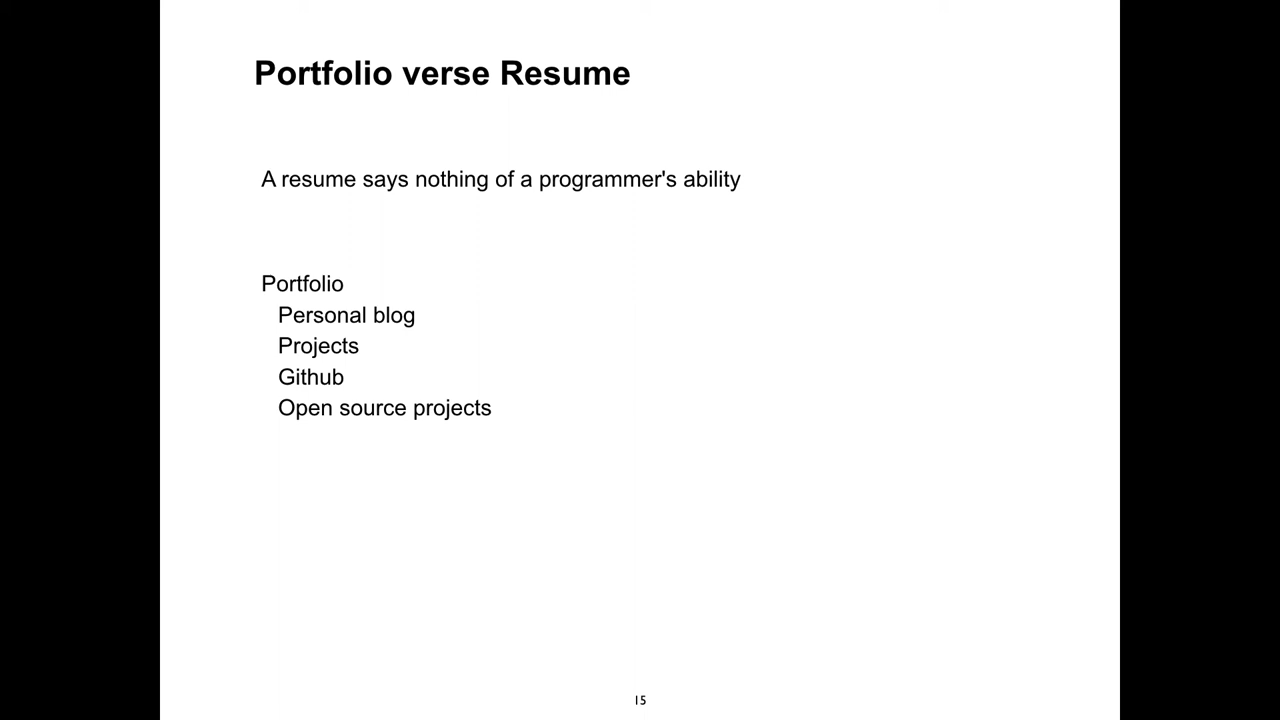 Portfolio verse Resume
A resume says nothing of a programmer's ability
Portfolio
Personal blog
Projects
Github
Open source projects
15